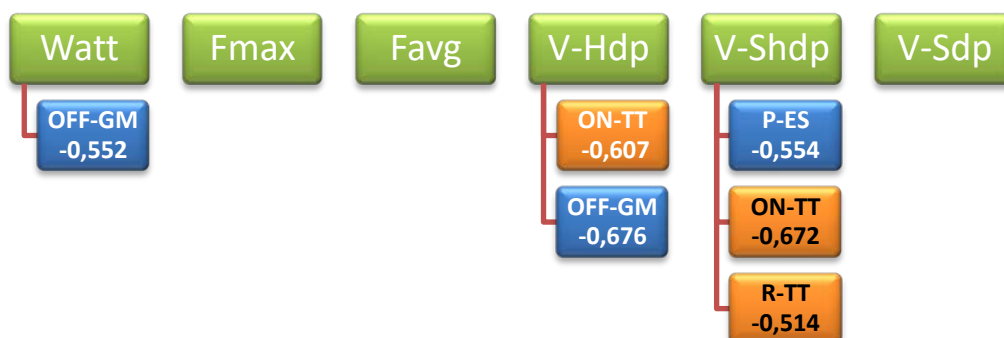 Watt
Fmax
Favg
V-Hdp
V-Shdp
V-Sdp
OFF-GM
-0,552
ON-TT
-0,607
OFF-GM
-0,676
P-ES
-0,554
ON-TT
-0,672
R-TT
-0,514